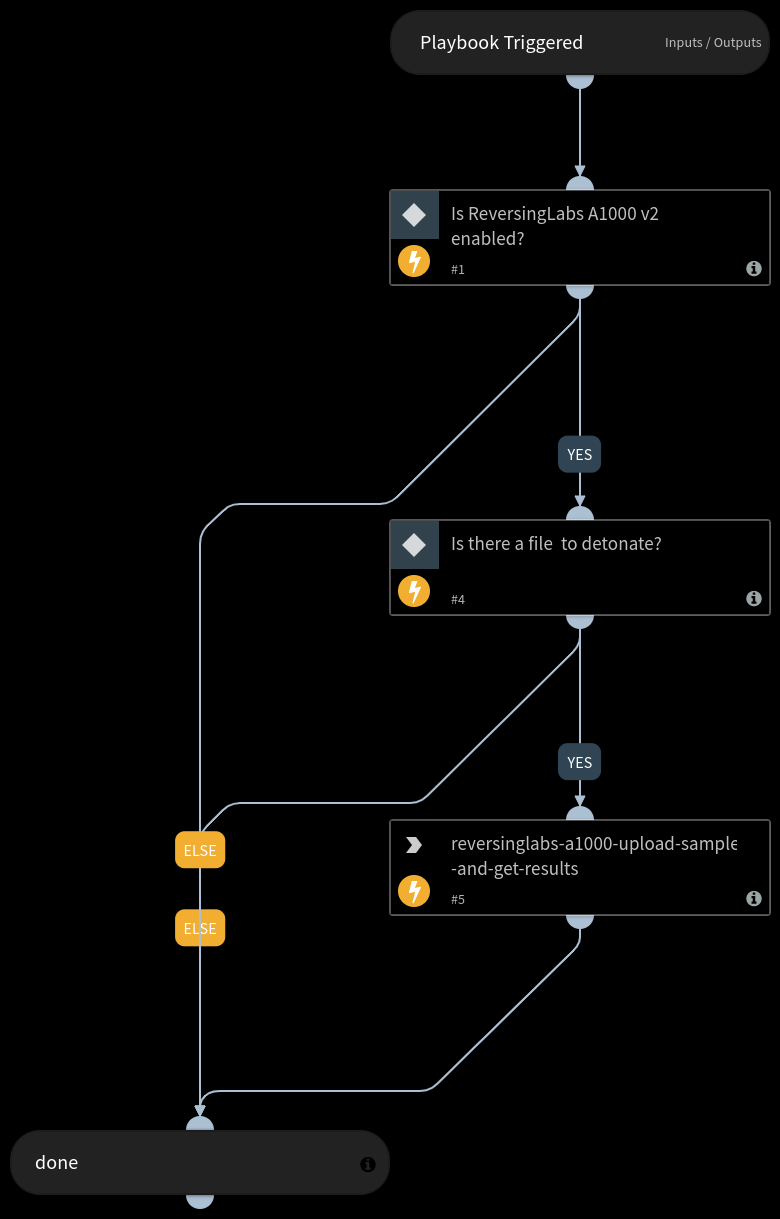 Playbook Triggered
Inputs / Outputs
Is ReversingLabs A1000 v2
enabled?
#1
YES
Is there a file  to detonate?
#4
YES
reversinglabs-a1000-upload-sample
-and-get-results
#5
ELSE
ELSE
done